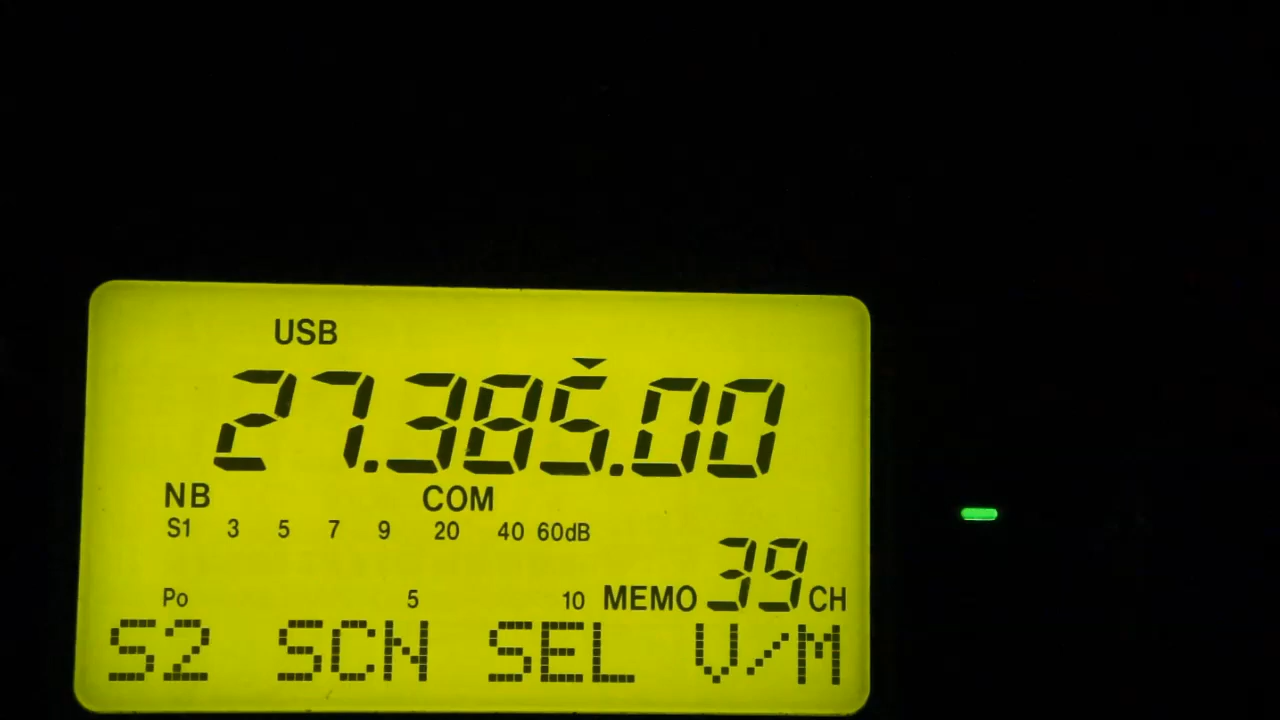 USB
27.385.00
NB COM
S1 3 5 7 9 20 40 60dB
Po 5 10 MEMO 39 CH
S2 SCN SEL V/M